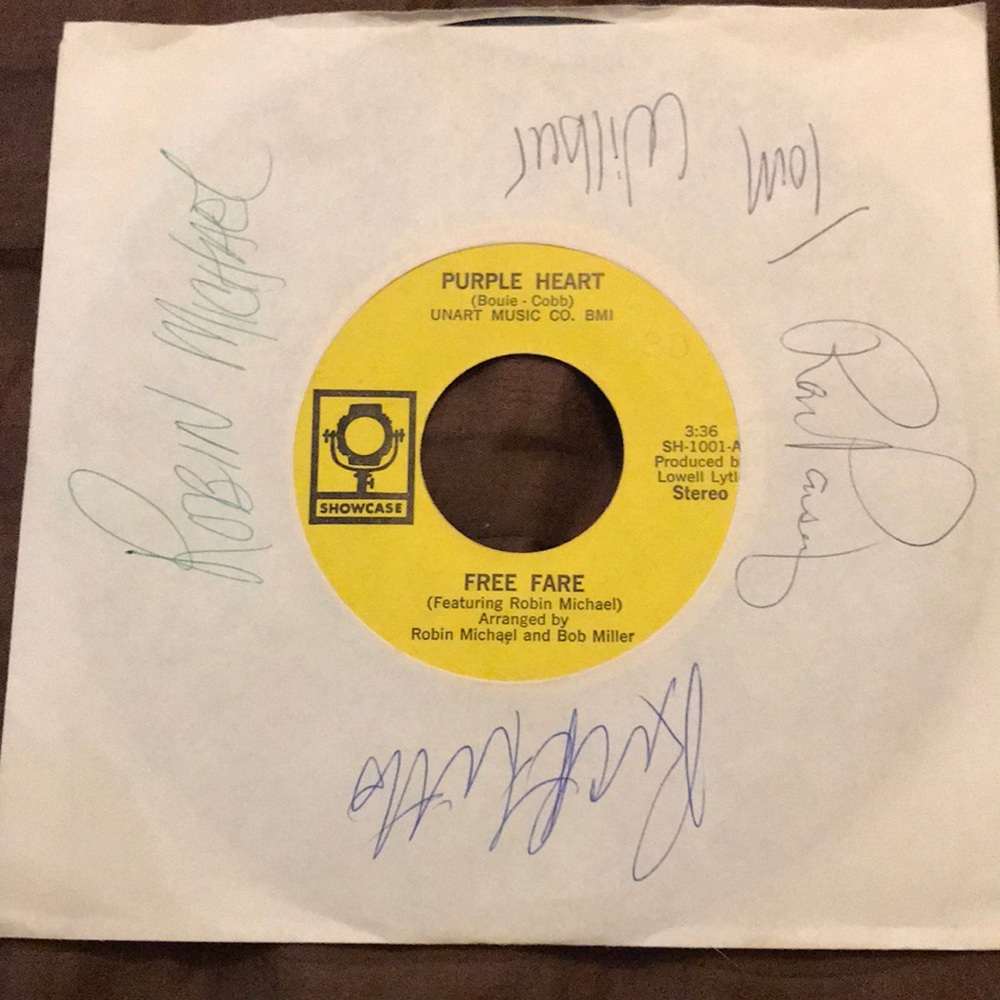 Tom Wilbur
ROBIN MICHAEL
PURPLE HEART
(Bouie - Cobb)
UNART MUSIC CO. BMI
3:36
SH-1001-A
Produced b
Lowell Lytl
Stereo
SHOWCASE
FREE FARE
(Featuring Robin Michael)
Arranged by
Robin Michael and Bob Miller